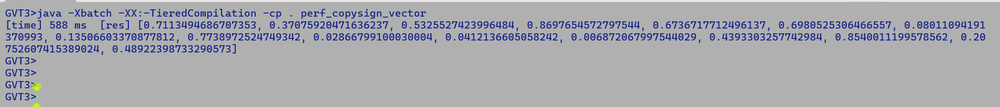 GVT3>java -Xbatch -XX:-TieredCompilation -cp . perf_copysign_vector
[time] 588 ms  [res] [0.7113494686707353, 0.37075920471636237, 0.5325527423996484, 0.8697654572797544, 0.6736717712496137, 0.6980525306466557, 0.08011094191
370993, 0.13506603370877812, 0.7738972524749342, 0.02866799100030004, 0.0412136605058242, 0.006872067997544029, 0.4393303257742984, 0.8540011199578562, 0.20
752607415389024, 0.48922398733290573]
GVT3>
GVT3>
GVT3>
GVT3>